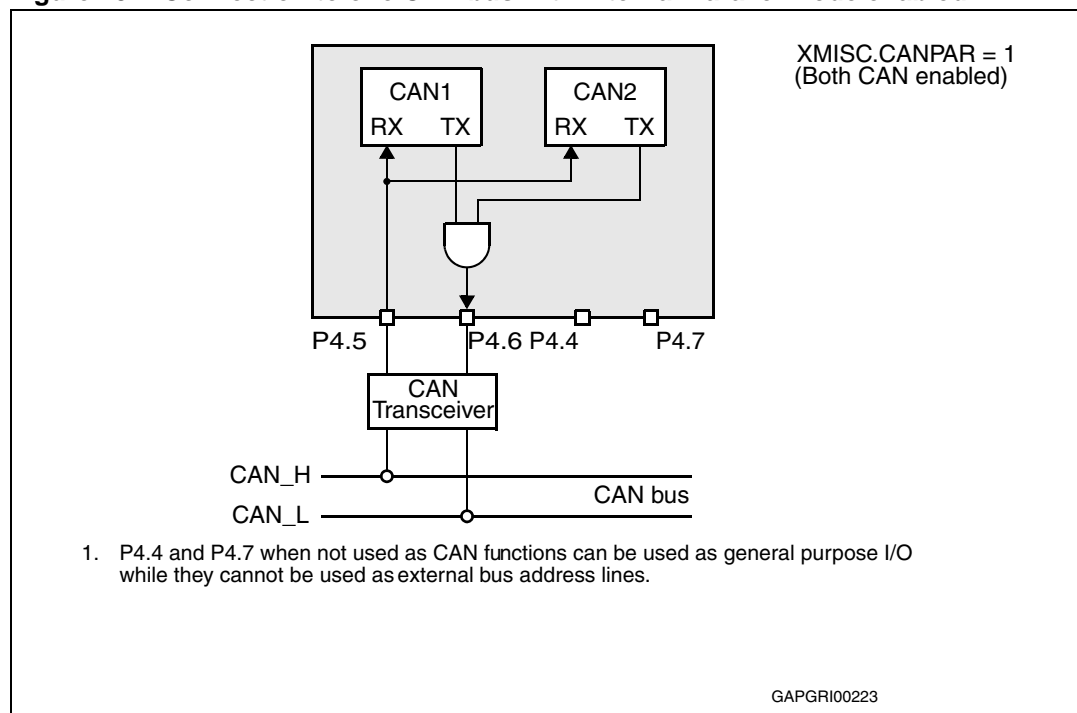 XMISC.CANPAR = 1
(Both CAN enabled)
CAN1
RX TX
CAN2
RX TX
P4.5
P4.6
P4.4
P4.7
CAN
Transceiver
CAN_H
CAN bus
CAN_L
1. P4.4 and P4.7 when not used as CAN functions can be used as general purpose I/O
while they cannot be used as external bus address lines.
GAPGRI00223